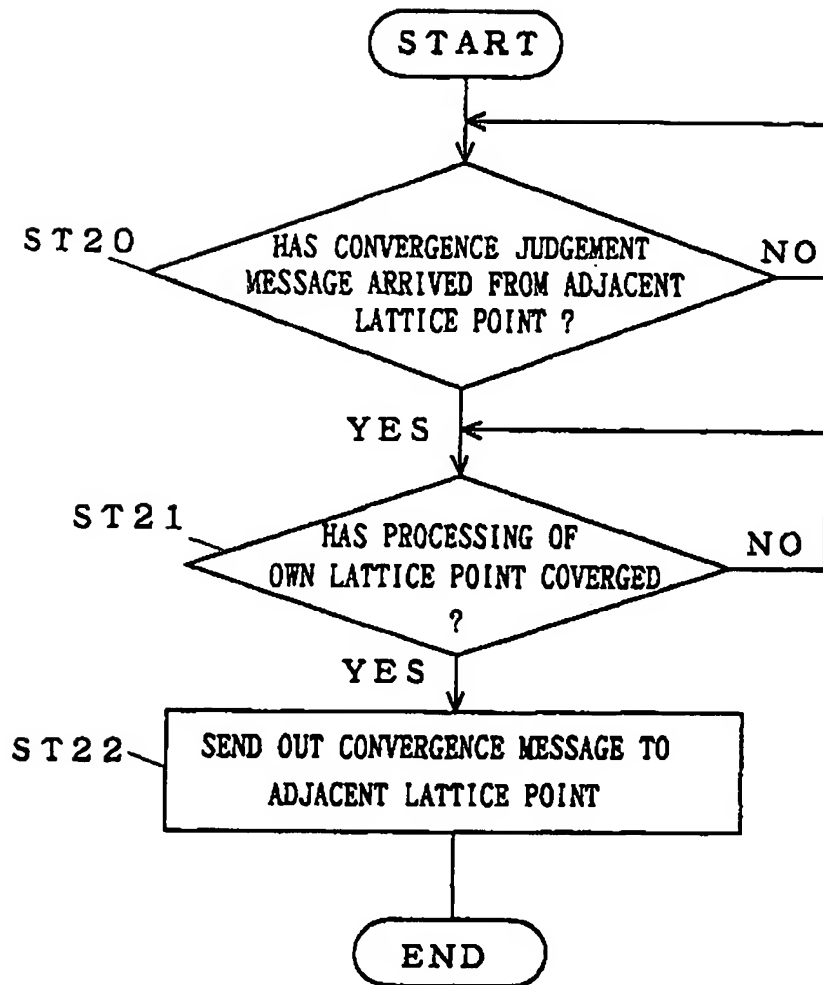 START
ST20
HAS CONVERGENCE JUDGEMENT
MESSAGE ARRIVED FROM ADJACENT
LATTICE POINT ?
NO
YES
ST21
HAS PROCESSING OF
OWN LATTICE POINT COVERGED
?
NO
YES
ST22
SEND OUT CONVERGENCE MESSAGE TO
ADJACENT LATTICE POINT
END